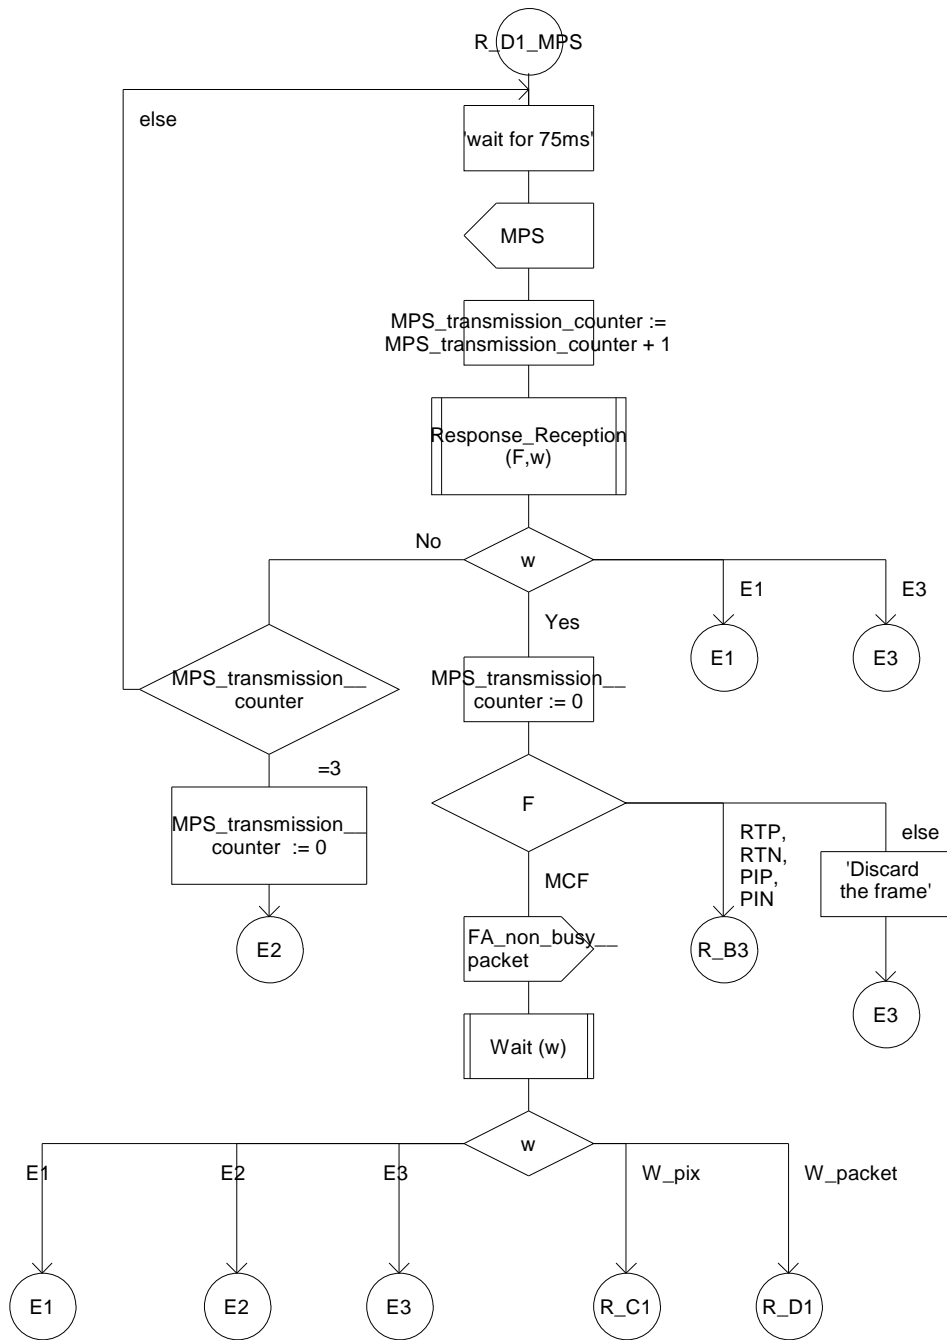 R_D1_MPS
else
'wait for 75ms'
MPS
MPS_transmission_counter :=
MPS_transmission_counter + 1
Response_Reception
(F,w)
No
w
E1
E3
Yes
E1
E3
MPS_transmission__
counter
MPS_transmission__
counter := 0
=3
F
MPS_transmission__
counter := 0
RTP,
RTN,
PIP,
PIN
else
'Discard
the frame'
MCF
E2
FA_non_busy__
packet
R_B3
E3
Wait (w)
w
E1
E2
E3
W_pix
W_packet
E1
E2
E3
R_C1
R_D1